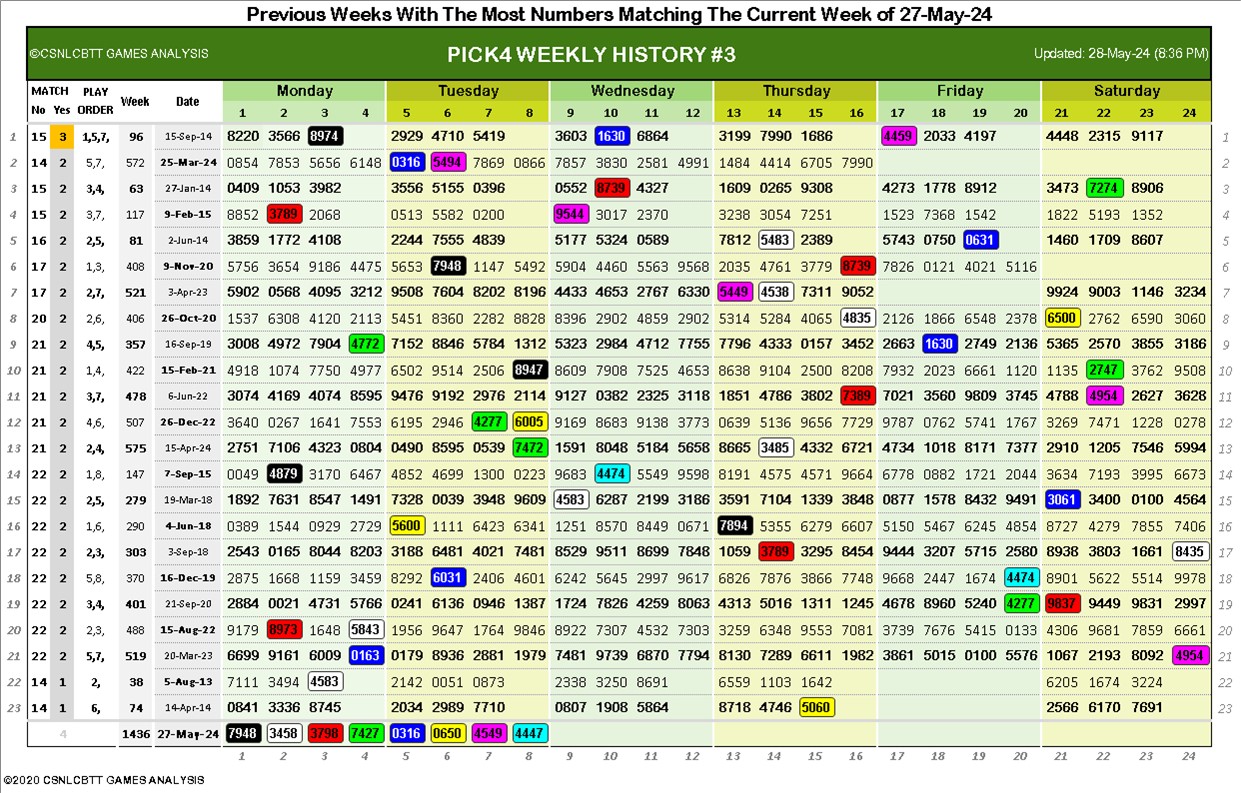 Previous Weeks With The Most Numbers Matching The Current Week of 27-May-24
©CSNLCBTT GAMES ANALYSIS PICK4 WEEKLY HISTORY #3 Updated: 28-May-24 (8:36 PM)
MATCH PLAY Week Date Monday Tuesday Wednesday Thursday Friday Saturday
No Yes ORDER 1 2 3 4 5 6 7 8 9 10 11 12 13 14 15 16 17 18 19 20 21 22 23 24
1 15 3 1,5,7, 96 15-Sep-14 8220 3566 8974 2929 4710 5419 3603 1630 6864 3199 7990 1686 4459 2033 4197 4448 2315 9117 1
2 14 2 5,7, 572 25-Mar-24 0854 7853 5656 6148 0316 5494 7869 0866 7857 3830 2581 4991 1484 4414 6705 7990 2
3 15 2 3,4, 63 27-Jan-14 0409 1053 3982 3556 5155 0396 0552 8739 4327 1609 0265 9308 4273 1778 8912 3473 7274 8906 3
4 15 2 3,7, 117 9-Feb-15 8852 3789 2068 0513 5582 0200 9544 3017 2370 3238 3054 7251 1523 7368 1542 1822 5193 1352 4
5 16 2 2,5, 81 2-Jun-14 3859 1772 4108 2244 7555 4839 5177 5324 0589 7812 5483 2389 5743 0750 0631 1460 1709 8607 5
6 17 2 1,3, 408 9-Nov-20 5756 3654 9186 4475 5653 7948 1147 5492 5904 4460 5563 9568 2035 4761 3779 8739 7826 0121 4021 5116 6
7 17 2 2,7, 521 3-Apr-23 5902 0568 4095 3212 9508 7604 8202 8196 4433 4653 2767 6330 5449 4538 7311 9052 9924 9003 1146 3234 7
8 20 2 2,6, 406 26-Oct-20 1537 6308 4120 2113 5451 8360 2282 8828 8396 2902 4859 2902 5314 5284 4065 4835 2126 1866 6548 2378 6500 2762 6590 3060 8
9 21 2 4,5, 357 16-Sep-19 3008 4972 7904 4772 7152 8846 5784 1312 5323 2984 4712 7755 7796 4333 0157 3452 2663 1630 2749 2136 5365 2570 3855 3186 9
10 21 2 1,4, 422 15-Feb-21 4918 1074 7750 4977 6502 9514 2506 8947 8609 7908 7525 4653 8638 9104 2500 8208 7932 2023 6661 1120 1135 2747 3762 9508 10
11 21 2 3,7, 478 6-Jun-22 3074 4169 4074 8595 9476 9192 2976 2114 9127 0382 2325 3118 1851 4786 3802 7389 7021 3560 9809 3745 4788 4954 2627 3628 11
12 21 2 4,6, 507 26-Dec-22 3640 0267 1641 7553 6195 2946 4277 6005 9169 8683 9138 3773 0639 5136 9656 7729 9787 0762 5741 1767 3269 7471 1228 0278 12
13 21 2 2,4, 575 15-Apr-24 2751 7106 4323 0804 0490 8595 0539 7472 1591 8048 5184 5658 8665 3485 4332 6721 4734 1018 8171 7377 2910 1205 7546 5994 13
14 22 2 1,8, 147 7-Sep-15 0049 4879 3170 6467 4852 4699 1300 0223 9683 4474 5549 9598 8191 4575 4571 9664 6778 0882 1721 2044 3634 7193 3995 6673 14
15 22 2 2,5, 279 19-Mar-18 1892 7631 8547 1491 7328 0039 3948 9609 4583 6287 2199 3186 3591 7104 1339 3848 0877 1578 8432 9491 3061 3400 0100 4564 15
16 22 2 1,6, 290 4-Jun-18 0389 1544 0929 2729 5600 1111 6423 6341 1251 8570 8449 0671 7894 5355 6279 6607 5150 5467 6245 4854 8727 4279 7855 7406 16
17 22 2 2,3, 303 3-Sep-18 2543 0165 8044 8203 3188 6481 4021 7481 8529 9511 8699 7848 1059 3789 3295 8454 9444 3207 5715 2580 8938 3803 1661 8435 17
18 22 2 5,8, 370 16-Dec-19 2875 1668 1159 3459 8292 6031 2406 4601 6242 5645 2997 9617 6826 7876 3866 7748 9668 2447 1674 4474 8901 5622 5514 9978 18
19 22 2 3,4, 401 21-Sep-20 2884 0021 4731 5766 0241 6136 0946 1387 1724 7826 4259 8063 4313 5016 1311 1245 4678 8960 5240 4277 9837 9449 9831 2997 19
20 22 2 2,3, 488 15-Aug-22 9179 8973 1648 5843 1956 9647 1764 9846 8922 7307 4532 7303 3259 6348 9553 7081 3739 7676 5415 0133 4306 9681 7859 6661 20
21 22 2 5,7, 519 20-Mar-23 6699 9161 6009 0163 0179 8936 2881 1979 7481 9739 6870 7794 8130 7289 6611 1982 3861 5015 0100 5576 1067 2193 8092 4954 21
22 14 1 2, 38 5-Aug-13 7111 3494 4583 2142 0051 0873 2338 3250 8691 6559 1103 1642 6205 1674 3224 22
23 14 1 6, 74 14-Apr-14 0841 3336 8745 2034 2989 7710 0807 1908 5864 8718 4746 5060 2566 6170 7691 23
4 1436 27-May-24 7948 3458 3798 7427 0316 0650 4549 4447
1 2 3 4 5 6 7 8 9 10 11 12 13 14 15 16 17 18 19 20 21 22 23 24
©2020 CSNLCBTT GAMES ANALYSIS